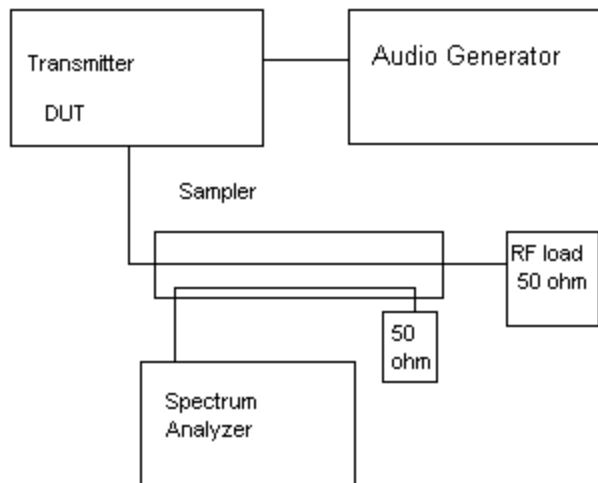 Transmitter
DUT
Audio Generator
Sampler
RF load
50 ohm
50
ohm
Spectrum
Analyzer